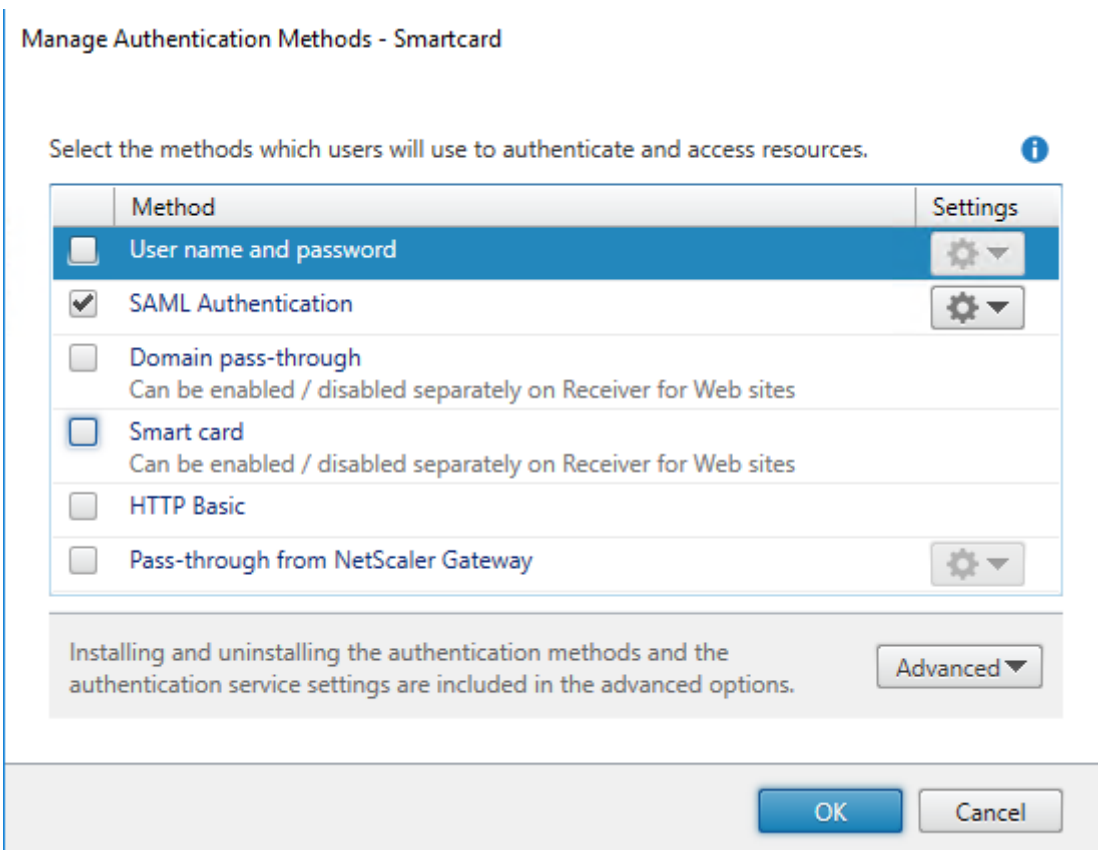 Manage Authentication Methods - Smartcard
Select the methods which users will use to authenticate and access resources.
Method Settings
User name and password
SAML Authentication
Domain pass-through
Can be enabled / disabled separately on Receiver for Web sites
Smart card
Can be enabled / disabled separately on Receiver for Web sites
HTTP Basic
Pass-through from NetScaler Gateway
Installing and uninstalling the authentication methods and the
authentication service settings are included in the advanced options.
Advanced
OK Cancel